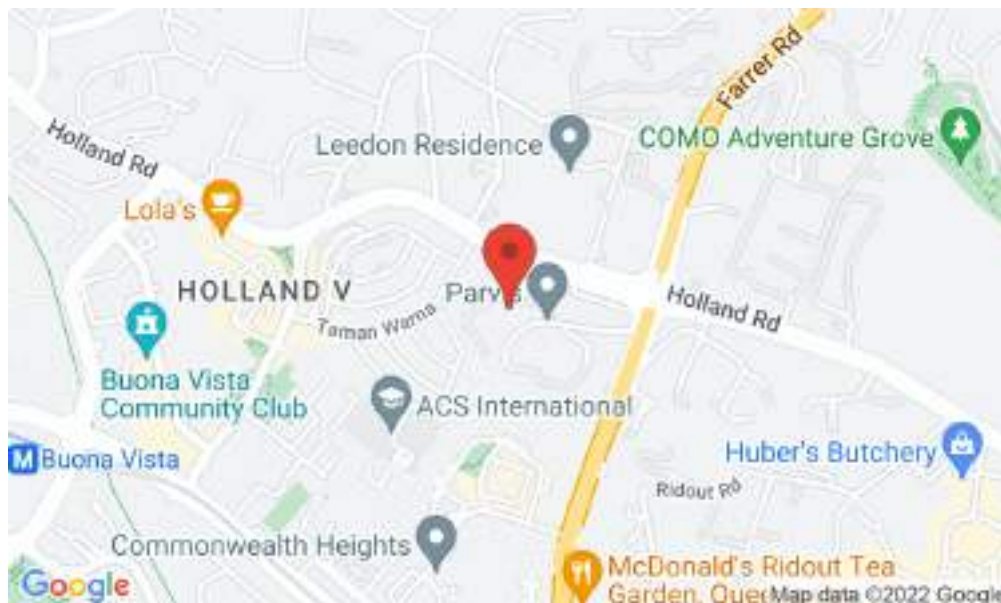 Farrer Rd
Holland Rd
Leedon Residence
COMO Adventure Grove
Lola's
HOLLAND V
Parv s
Holland Rd
Taman Warna
Buona Vista
Community Club
ACS International
M Buona Vista
Huber's Butchery
Ridout Rd
Commonwealth Heights
McDonald's Ridout Tea
Garden, Quee
Google
Map data ©2022 Google